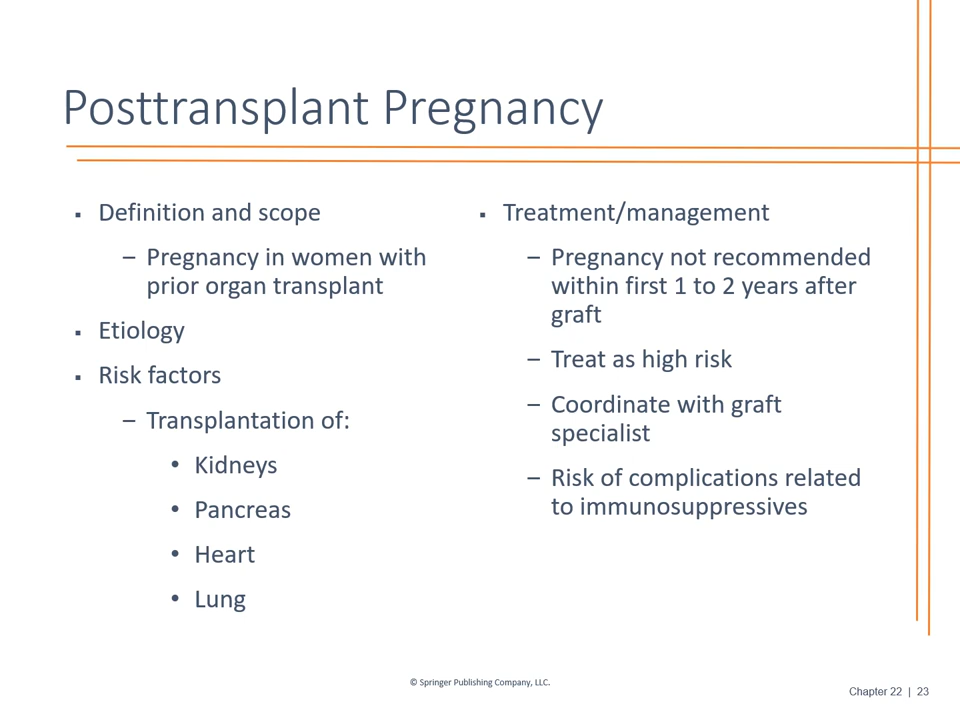 Posttransplant Pregnancy
▪ Definition and scope
– Pregnancy in women with
prior organ transplant
▪ Etiology
▪ Risk factors
– Transplantation of:
• Kidneys
• Pancreas
• Heart
• Lung
▪ Treatment/management
– Pregnancy not recommended
within first 1 to 2 years after
graft
– Treat as high risk
– Coordinate with graft
specialist
– Risk of complications related
to immunosuppressives
© Springer Publishing Company, LLC.
Chapter 22 | 23